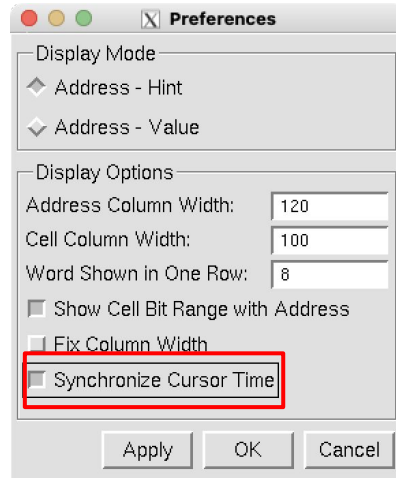 Preferences
Display Mode
Address - Hint
Address - Value
Display Options
Address Column Width: 120
Cell Column Width: 100
Word Shown in One Row: 8
Show Cell Bit Range with Address
Fix Column Width
Synchronize Cursor Time
Apply OK Cancel